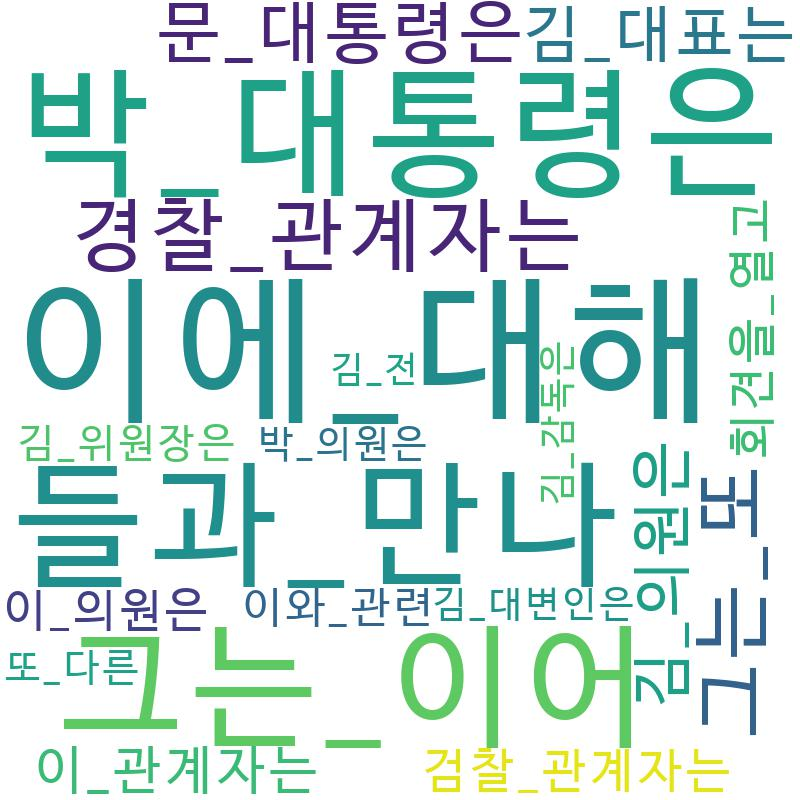 문_대통령은
김_대표는
박_대통령은
경찰_관계자는
회견을_열고
이에_대해
김_전
김_감독은
김_위원장은
박_의원은
들과_만나
김_의원은
그는_또
이_의원은
이와_관련
김_대변인은
그는_이어
또_다른
이_관계자는
검찰_관계자는